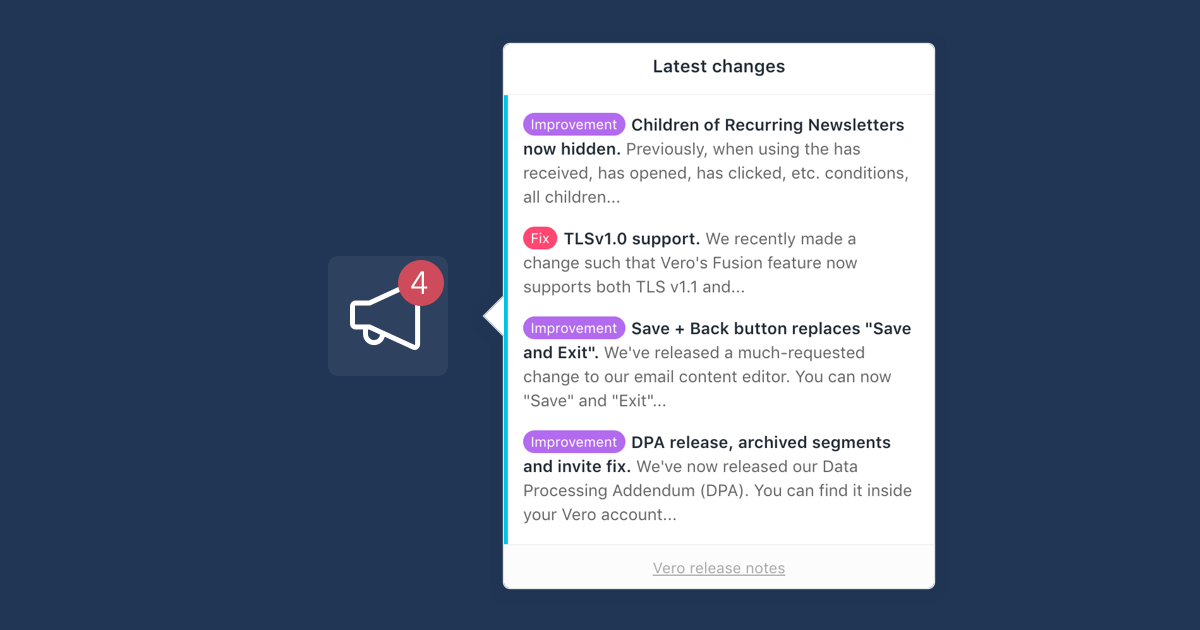 4
Latest changes
Improvement Children of Recurring Newsletters
now hidden. Previously, when using the has
received, has opened, has clicked, etc. conditions,
all children...
Fix TLSv1.0 support. We recently made a
change such that Vero's Fusion feature now
supports both TLS v1.1 and...
Improvement Save + Back button replaces "Save
and Exit". We've released a much-requested
change to our email content editor. You can now
"Save" and "Exit"...
Improvement DPA release, archived segments
and invite fix. We've now released our Data
Processing Addendum (DPA). You can find it inside
your Vero account...
Vero release notes